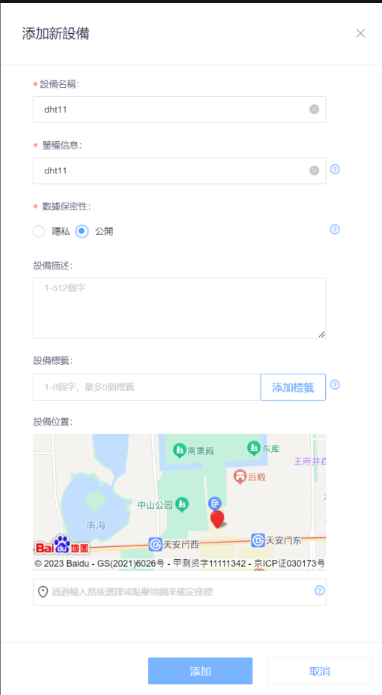 添加新設備
* 設備名稱:
dht11
* 鑒權信息:
dht11
* 數據保密性:
隱私 公開
設備描述:
1-512個字
設備標籤:
1-8個字，最多5個標籤
添加標籤
設備位置:
南熏殿
东库
王府井百
后殿
中山公园
南海
天安门西
天安门东
Bai du 地圖
© 2023 Baidu - GS(2021)6026号 - 甲测资字11111342 - 京ICP证030173号
通過輸入然後選擇或點擊地圖來確定座標
添加
取消